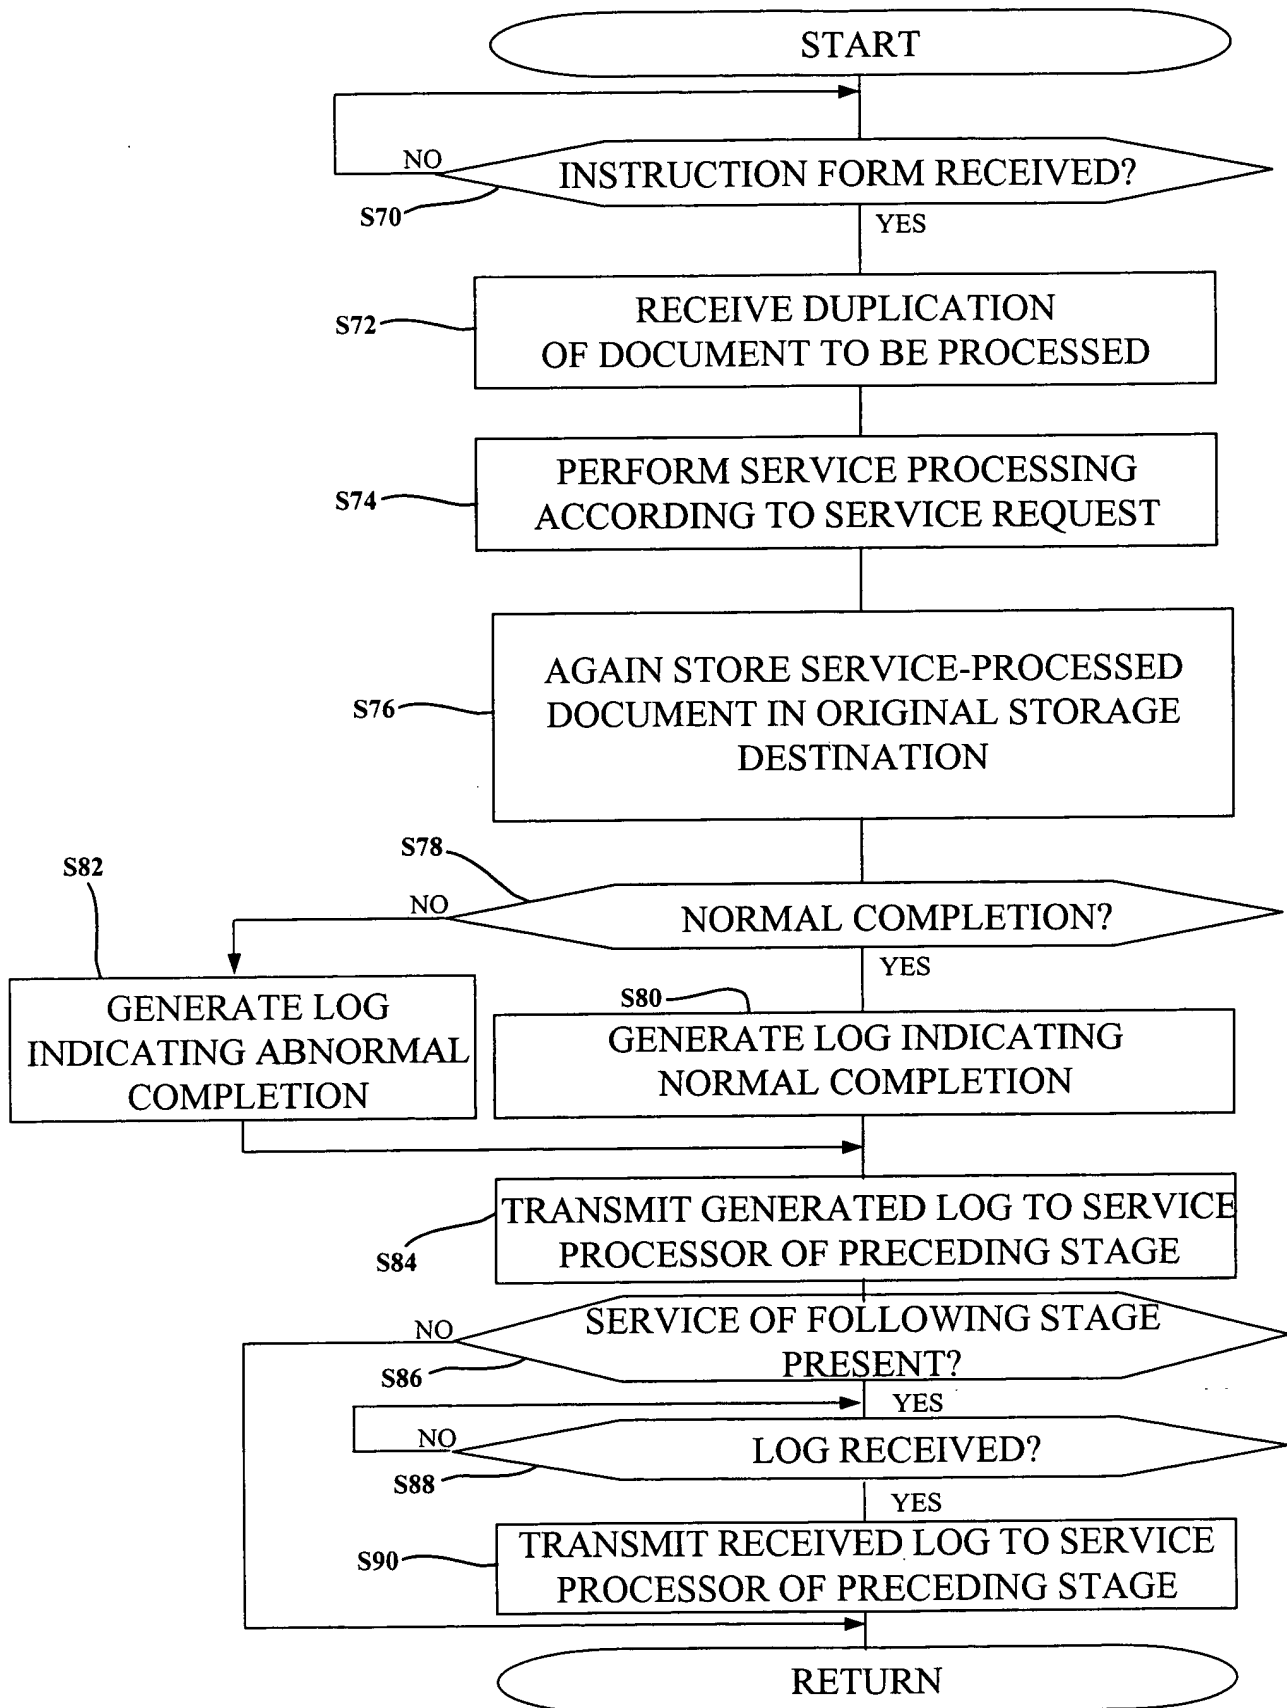 START
NO
INSTRUCTION FORM RECEIVED?
S70
YES
S72
RECEIVE DUPLICATION
OF DOCUMENT TO BE PROCESSED
S74
PERFORM SERVICE PROCESSING
ACCORDING TO SERVICE REQUEST
S76
AGAIN STORE SERVICE-PROCESSED
DOCUMENT IN ORIGINAL STORAGE
DESTINATION
S78
S82
NO
NORMAL COMPLETION?
YES
GENERATE LOG
INDICATING ABNORMAL
COMPLETION
S80
GENERATE LOG INDICATING
NORMAL COMPLETION
TRANSMIT GENERATED LOG TO SERVICE
PROCESSOR OF PRECEDING STAGE
S84
NO
SERVICE OF FOLLOWING STAGE
PRESENT?
S86
YES
NO
LOG RECEIVED?
S88
YES
S90
TRANSMIT RECEIVED LOG TO SERVICE
PROCESSOR OF PRECEDING STAGE
RETURN